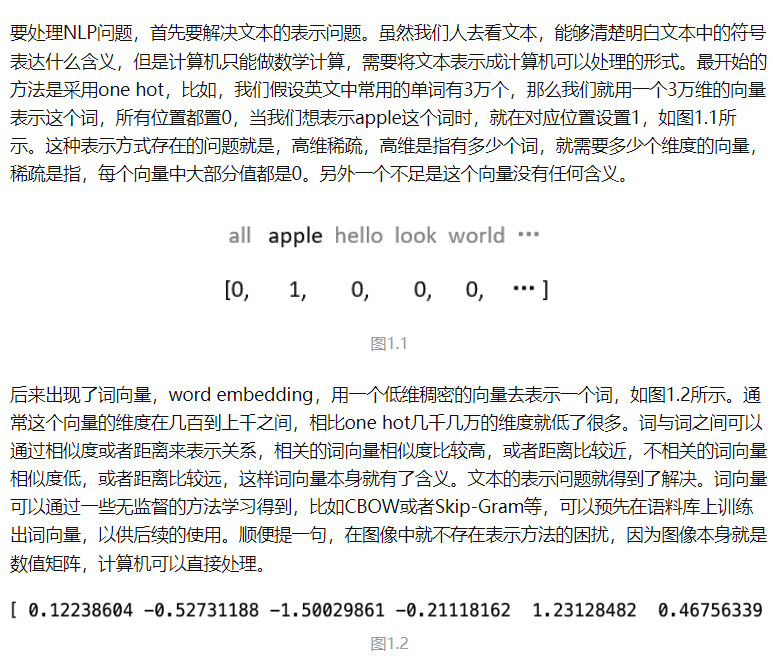 要处理NLP问题，首先要解决文本的表示问题。虽然我们人去看文本，能够清楚明白文本中的符号
表达什么含义，但是计算机只能做数学计算，需要将文本表示成计算机可以处理的形式。最开始的
方法是采用one hot，比如，我们假设英文中常用的单词有3万个，那么我们就用一个3万维的向量
表示这个词，所有位置都置0，当我们想表示apple这个词时，就在对应位置设置1，如图1.1所
示。这种表示方式存在的问题就是，高维稀疏，高维是指有多少个词，就需要多少个维度的向量，
稀疏是指，每个向量中大部分值都是0。另外一个不足是这个向量没有任何含义。
all apple hello look world ···
[0, 1, 0, 0, 0, ··· ]
图1.1
后来出现了词向量，word embedding，用一个低维稠密的向量去表示一个词，如图1.2所示。通
常这个向量的维度在几百到上千之间，相比one hot几千几万的维度就低了很多。词与词之间可以
通过相似度或者距离来表示关系，相关的词向量相似度比较高，或者距离比较近，不相关的词向量
相似度低，或者距离比较远，这样词向量本身就有了含义。文本的表示问题就得到了解决。词向量
可以通过一些无监督的方法学习得到，比如CBOW或者Skip-Gram等，可以预先在语料库上训练
出词向量，以供后续的使用。顺便提一句，在图像中就不存在表示方法的困扰，因为图像本身就是
数值矩阵，计算机可以直接处理。
[ 0.12238604 -0.52731188 -1.50029861 -0.21118162 1.23128482 0.46756339
图1.2